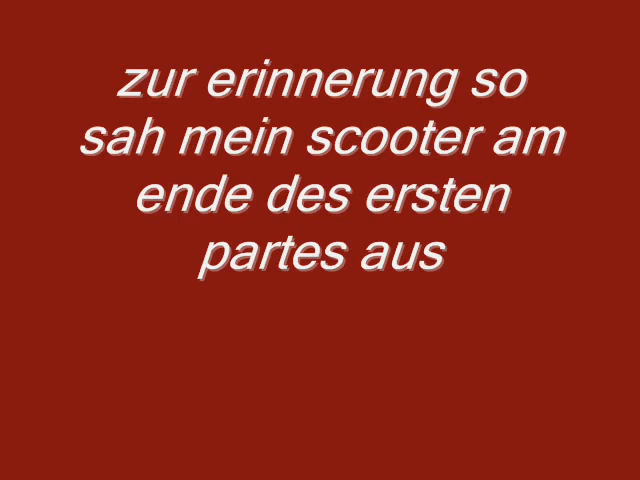 zur erinnerung so
sah mein scooter am
ende des ersten
partes aus